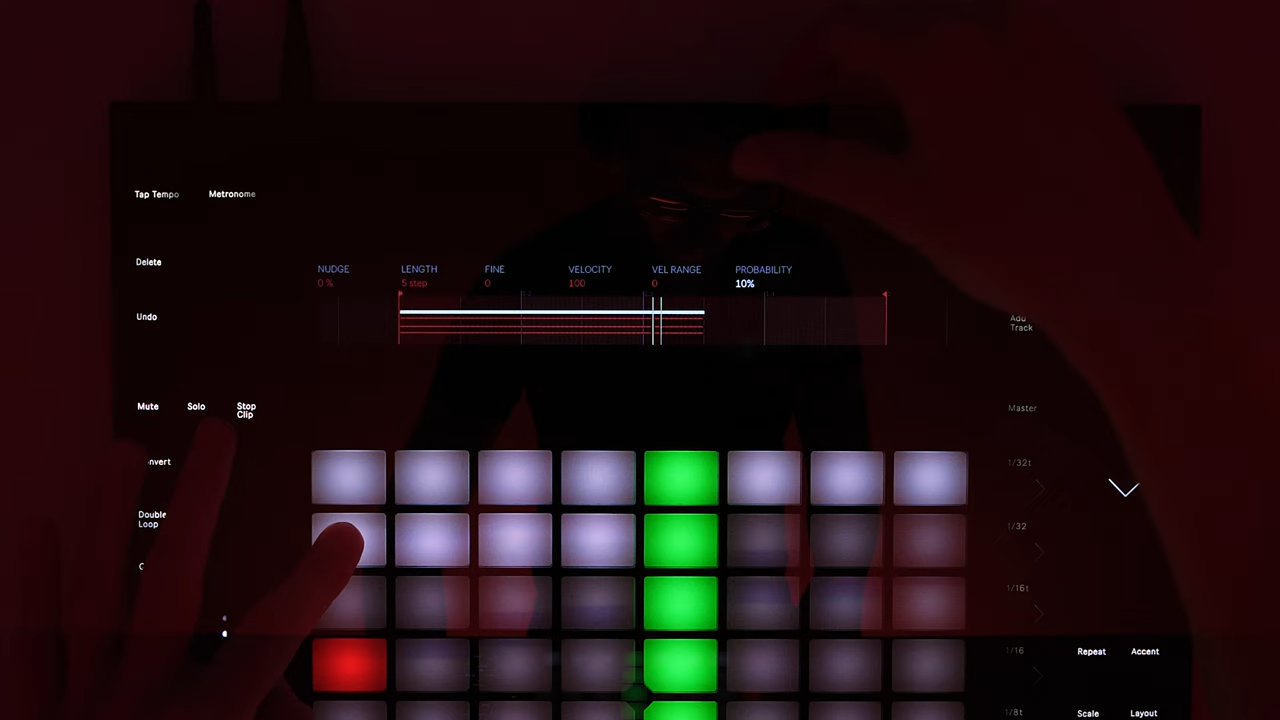 Tap Tempo Metronome
Delete
NUDGE LENGTH FINE VELOCITY VEL RANGE PROBABILITY
0 % 5 step 0 100 0 10%
Undo
Add
Track
Mute Solo Stop
Clip
Master
nvert
1/32t
Double
Loop
1/32
1/16t
1/16
Repeat Accent
1/8t
Scale Layout